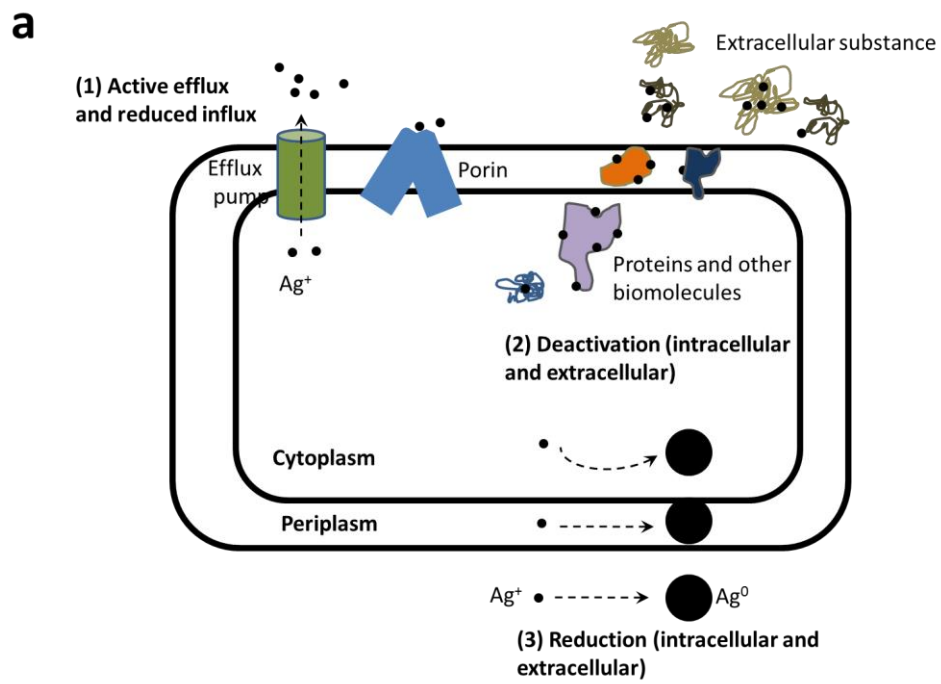 a
Extracellular substance
(1) Active efflux
and reduced influx
Efflux
pump
Porin
Ag⁺
Proteins and other
biomolecules
(2) Deactivation (intracellular
and extracellular)
Cytoplasm
Periplasm
Ag⁺
Ag⁰
(3) Reduction (intracellular and
extracellular)